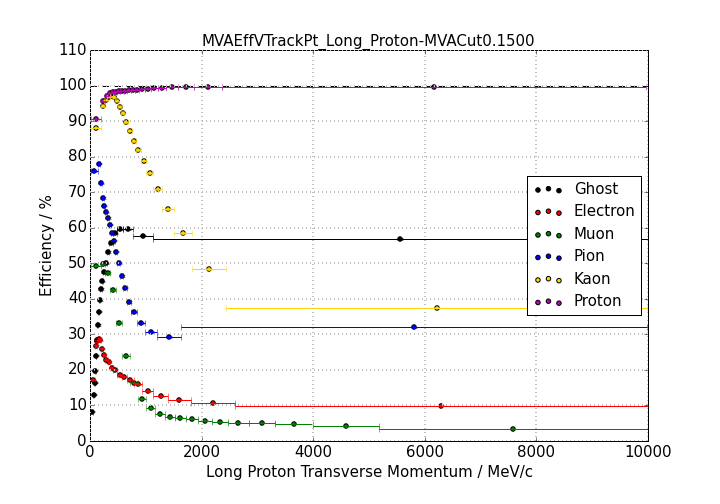 MVAEffVTrackPt_Long_Proton-MVACut0.1500
110
100
90
80
70
60
50
40
30
20
10
0
Efficiency / %
Ghost
Electron
Muon
Pion
Kaon
Proton
0 2000 4000 6000 8000 10000
Long Proton Transverse Momentum / MeV/c